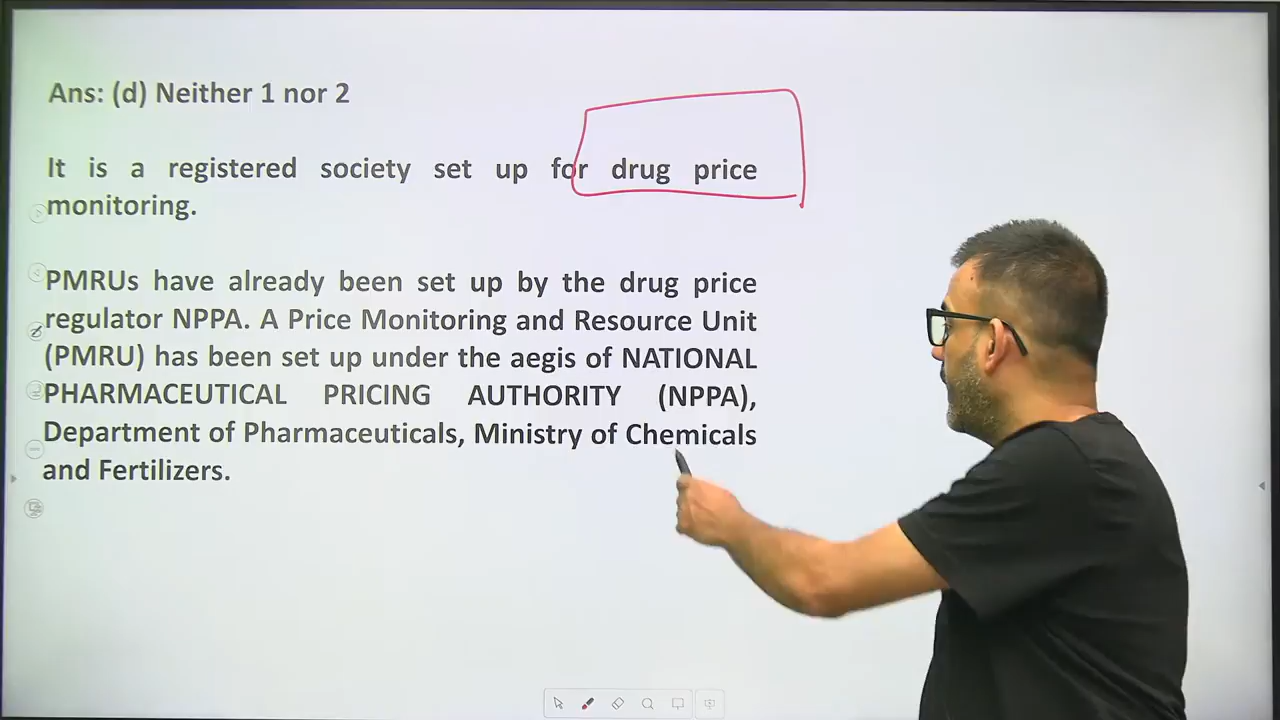 Ans: (d) Neither 1 nor 2
It is a registered society set up for drug price
monitoring.
PMRUs have already been set up by the drug price
regulator NPPA. A Price Monitoring and Resource Unit
(PMRU) has been set up under the aegis of NATIONAL
PHARMACEUTICAL PRICING AUTHORITY (NPPA),
Department of Pharmaceuticals, Ministry of Chemicals
and Fertilizers.